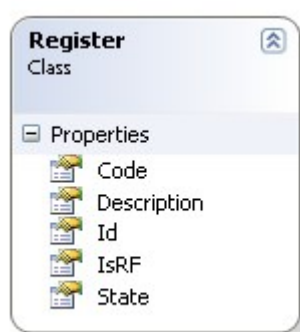 Register
Class
Properties
Code
Description
Id
IsRF
State